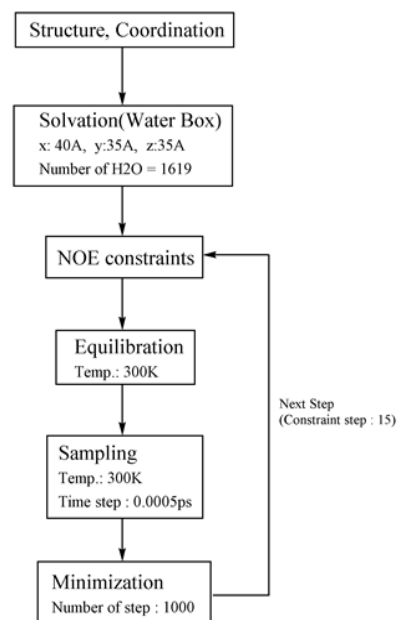 Structure, Coordination
Solvation(Water Box)
x: 40A, y:35A, z:35A
Number of H2O = 1619
NOE constraints
Equilibration
Temp.: 300K
Next Step
(Constraint step : 15)
Sampling
Temp.: 300K
Time step : 0.0005ps
Minimization
Number of step : 1000